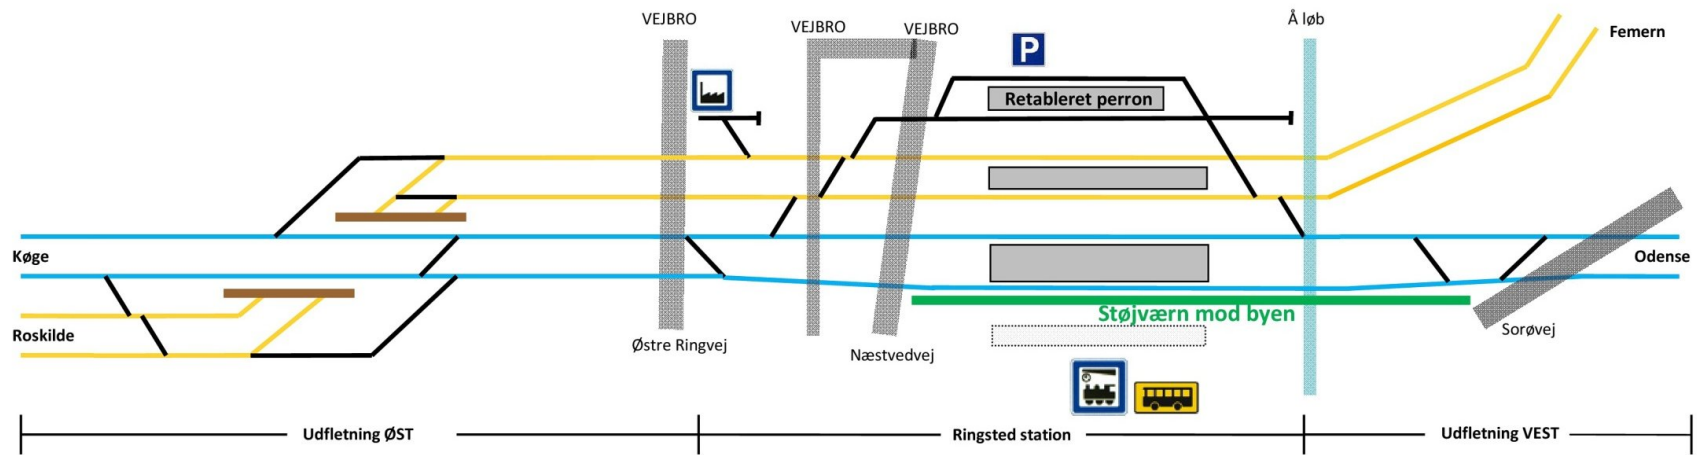 VEJBRO
VEJBRO
VEJBRO
Å løb
Femern
P
Retableret perron
Køge
Odense
Støjværn mod byen
Roskilde
Østre Ringvej
Næstvedvej
Sorøvej
Udfletning ØST
Ringsted station
Udfletning VEST